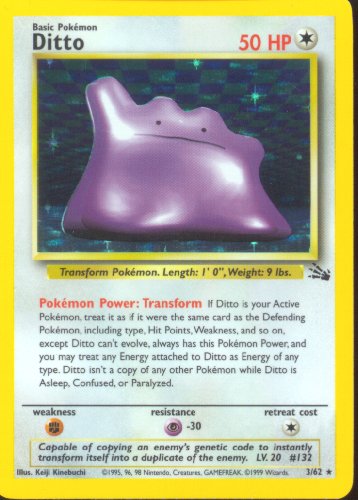 Basic Pokémon
Ditto 50 HP
Transform Pokémon. Length: 1' 0", Weight: 9 lbs.
Pokémon Power: Transform If Ditto is your Active
Pokémon, treat it as if it were the same card as the Defending
Pokémon, including type, Hit Points, Weakness, and so on,
except Ditto can't evolve, always has this Pokémon Power, and
you may treat any Energy attached to Ditto as Energy of any
type. Ditto isn't a copy of any other Pokémon while Ditto is
Asleep, Confused, or Paralyzed.
weakness resistance retreat cost
-30
Capable of copying an enemy's genetic code to instantly
transform itself into a duplicate of the enemy. LV. 20 #132
Illus. Keiji Kinebuchi ©1995, 96, 98 Nintendo, Creatures, GAMEFREAK. ©1999 Wizards. 3/62 ★